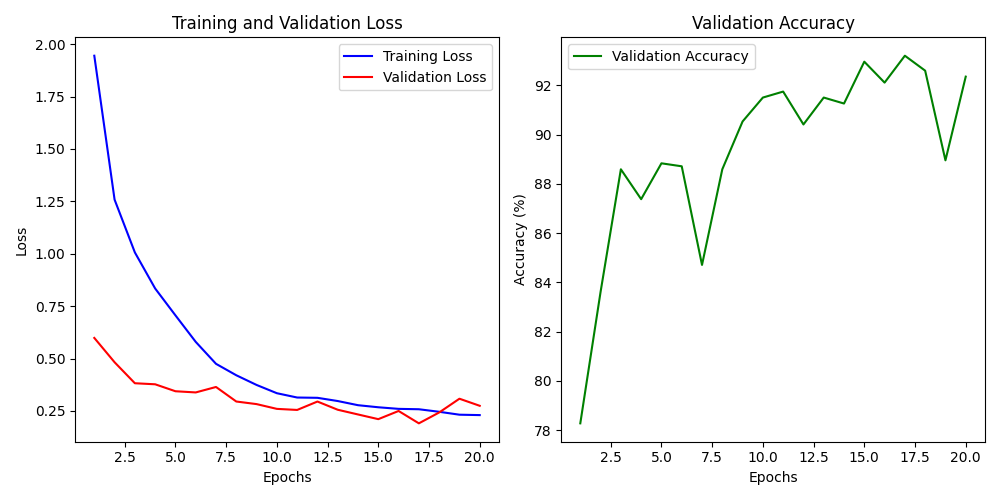 Training and Validation Loss
2.00
1.75
1.50
1.25
1.00
0.75
0.50
0.25
Loss
Training Loss
Validation Loss
2.5 5.0 7.5 10.0 12.5 15.0 17.5 20.0
Epochs
Validation Accuracy
92
90
88
86
84
82
80
78
Accuracy (%)
Validation Accuracy
2.5 5.0 7.5 10.0 12.5 15.0 17.5 20.0
Epochs